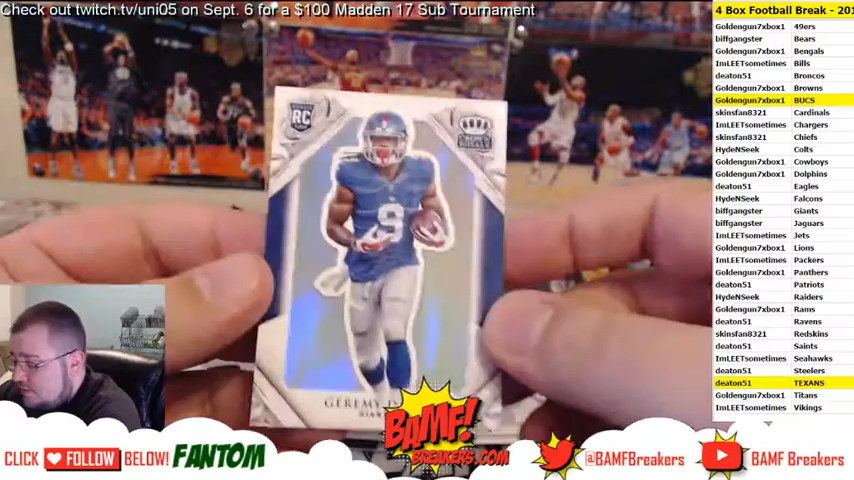 Check out twitch.tv/uni05 on Sept. 6 for a $100 Madden 17 Sub Tournament
4 Box Football Break - 201
Goldengun7xbox1 49ers
biffgangster Bears
Goldengun7xbox1 Bengals
ImLEETsometimes Bills
deaton51 Broncos
Goldengun7xbox1 Browns
Goldengun7xbox1 BUCS
skinsfan8321 Cardinals
ImLEETsometimes Chargers
skinsfan8321 Chiefs
HydeNSeek Colts
Goldengun7xbox1 Cowboys
Goldengun7xbox1 Dolphins
deaton51 Eagles
HydeNSeek Falcons
biffgangster Giants
biffgangster Jaguars
ImLEETsometimes Jets
Goldengun7xbox1 Lions
ImLEETsometimes Packers
Goldengun7xbox1 Panthers
deaton51 Patriots
HydeNSeek Raiders
Goldengun7xbox1 Rams
deaton51 Ravens
skinsfan8321 Redskins
deaton51 Saints
ImLEETsometimes Seahawks
deaton51 Steelers
deaton51 TEXANS
Goldengun7xbox1 Titans
ImLEETsometimes Vikings
RC
CROWN
ROYALE
9
GEREMY
BAMF!
BREAKERS.COM
CLICK FOLLOW BELOW! FANTOM
@BAMFBreakers
BAMF Breakers